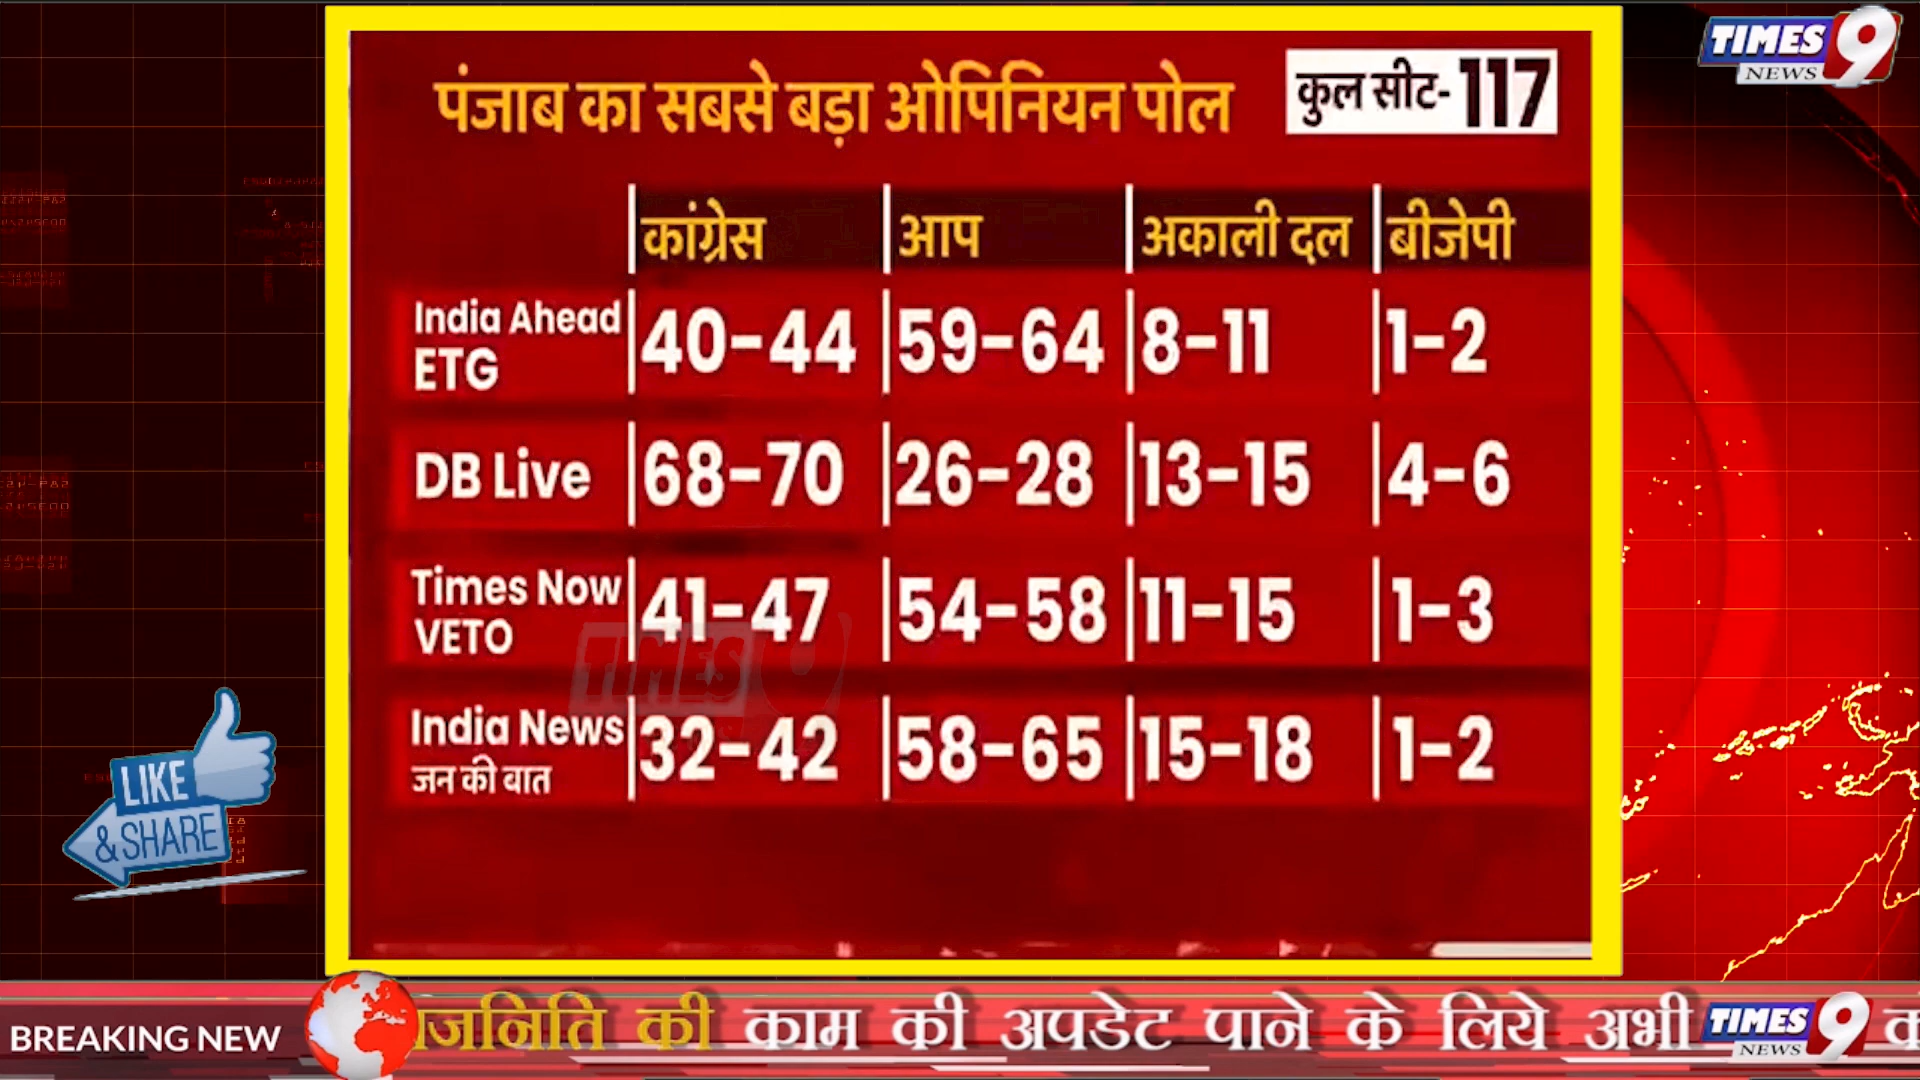 पंजाब का सबसे बड़ा ओपिनियन पोल
कुल सीट-117
TIMES 9
NEWS
कांग्रेस आप अकाली दल बीजेपी
India Ahead
ETG 40-44 59-64 8-11 1-2
DB Live 68-70 26-28 13-15 4-6
Times Now
VETO 41-47 54-58 11-15 1-3
TIMES 9
India News
जन की बात 32-42 58-65 15-18 1-2
LIKE
& SHARE
BREAKING NEW
जनिति की काम की अपडेट पाने के लिये अभी
TIMES 9
NEWS